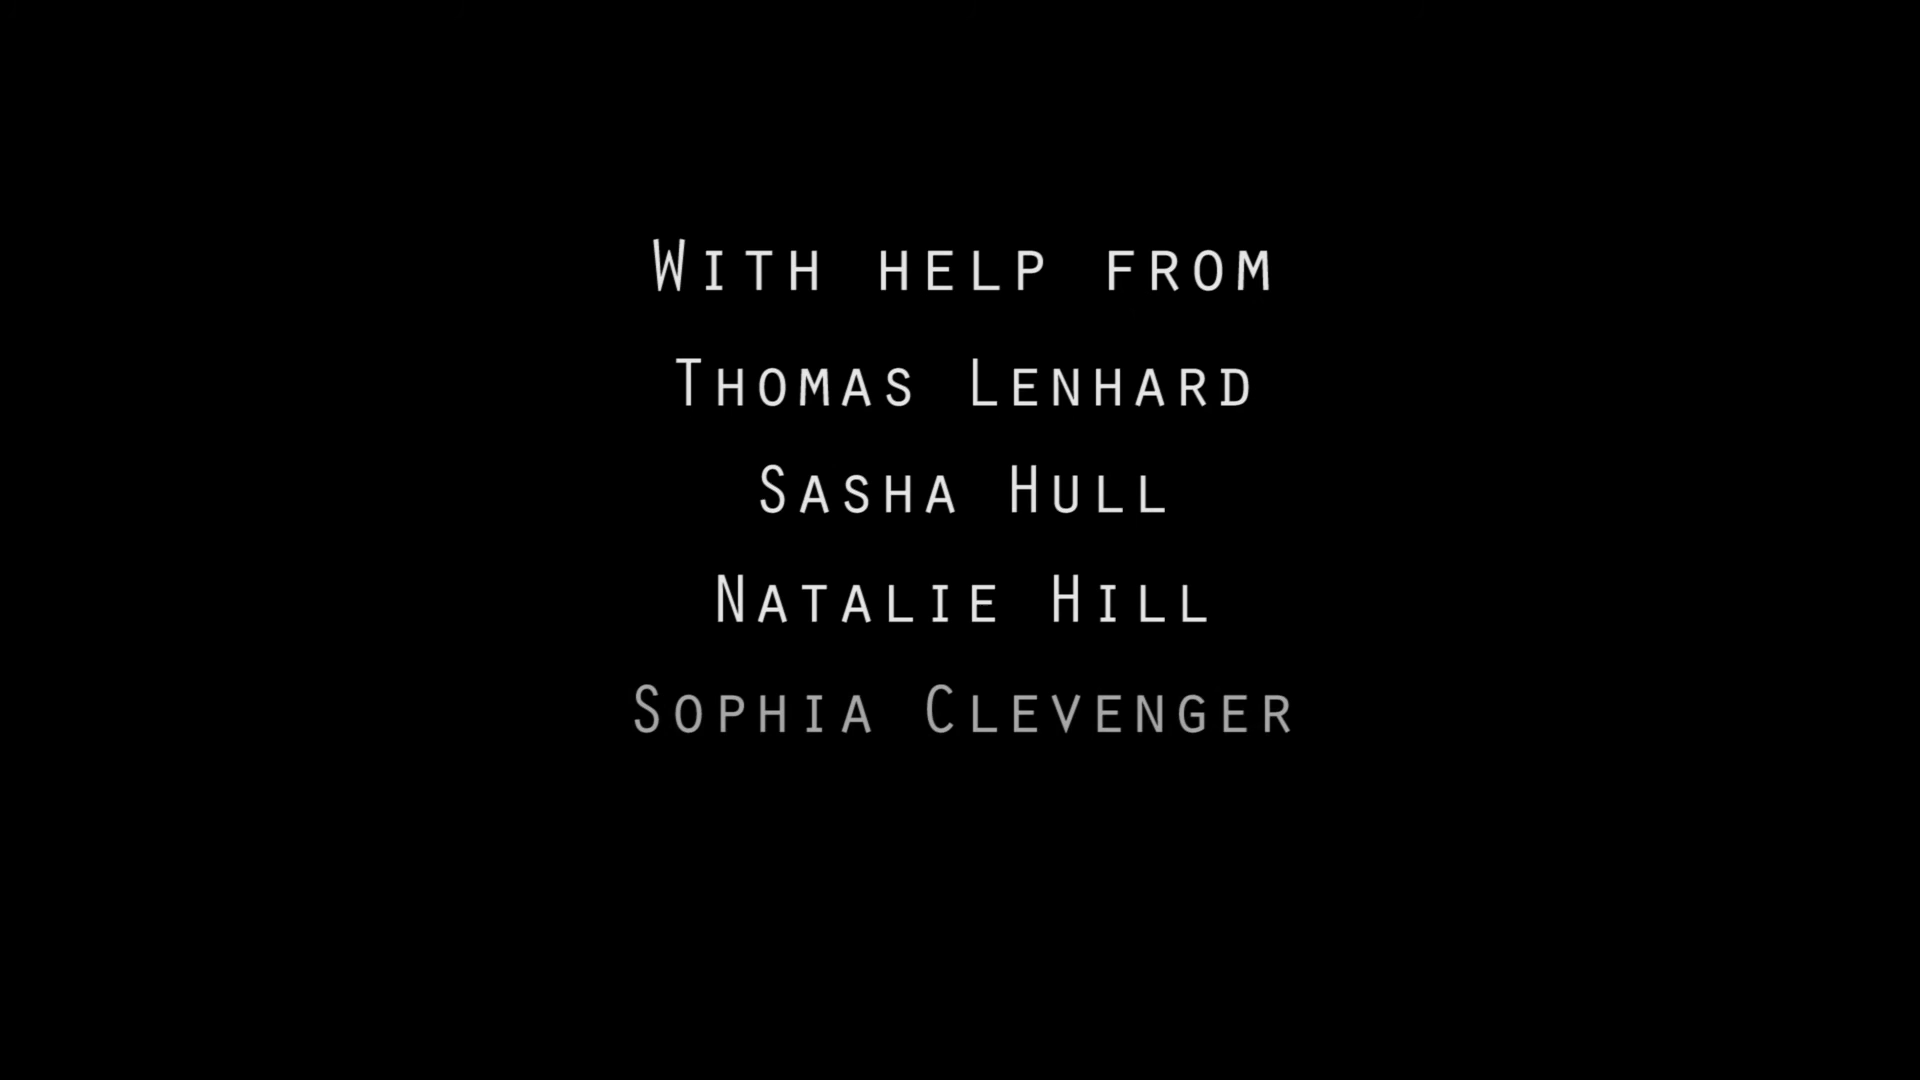 With help from
Thomas Lenhard
Sasha Hull
Natalie Hill
Sophia Clevenger